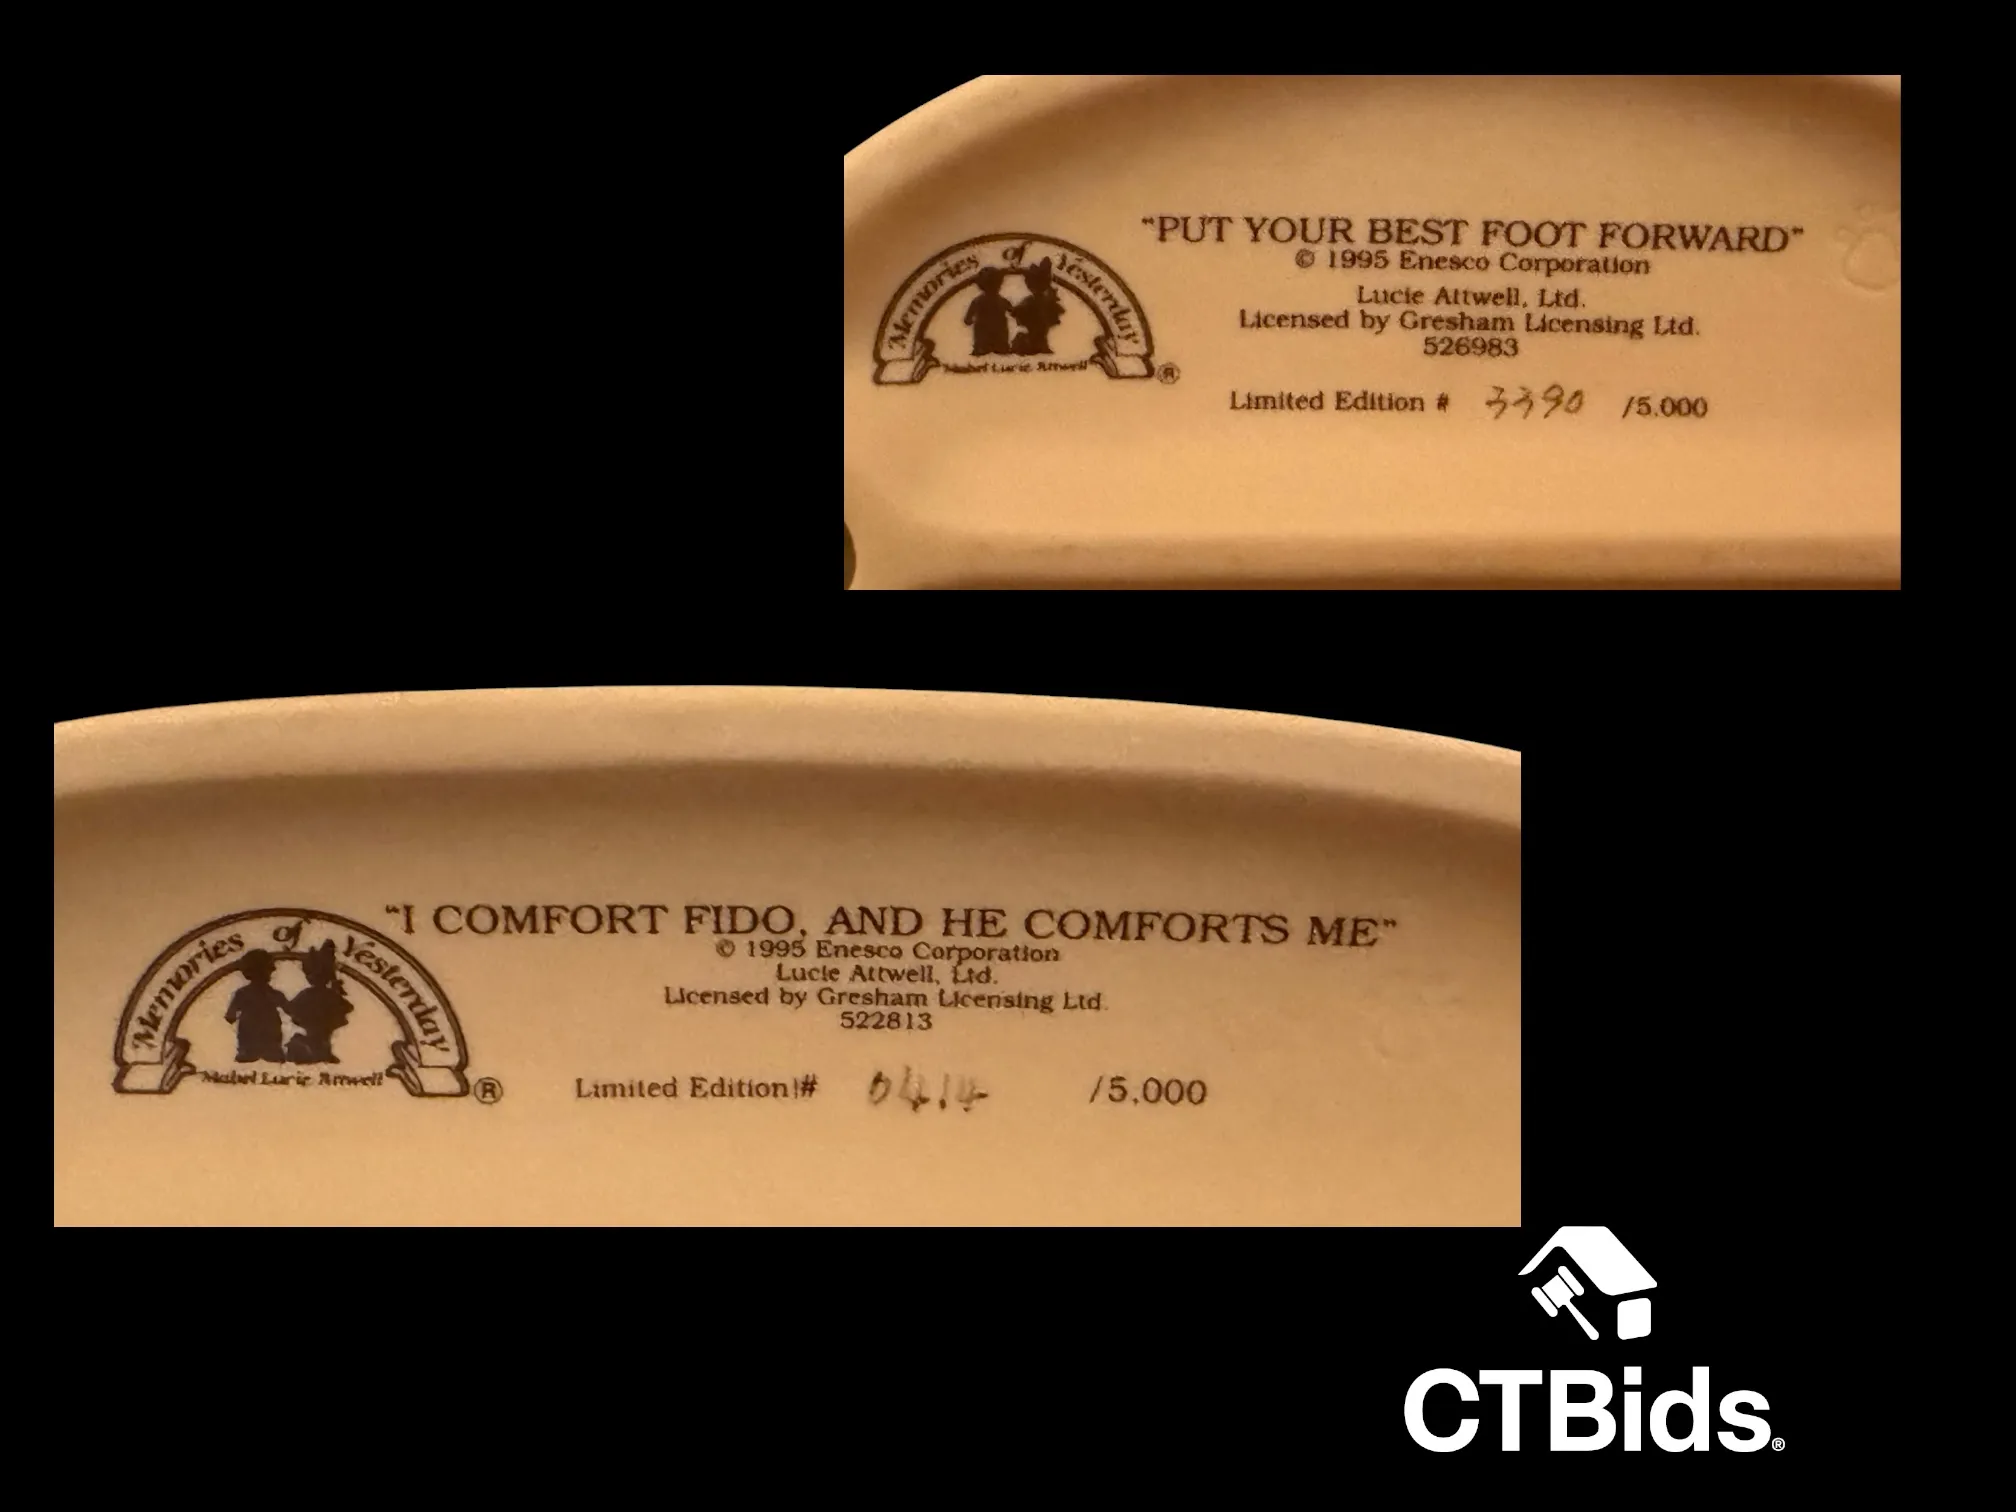 "PUT YOUR BEST FOOT FORWARD"
© 1995 Enesco Corporation
Lucie Attwell, Ltd.
Licensed by Gresham Licensing Ltd.
526983
Limited Edition # 3390 /5,000
Memories of Yesterday
Mabel Lucie Attwell ®
"I COMFORT FIDO, AND HE COMFORTS ME"
© 1995 Enesco Corporation
Lucie Attwell, Ltd.
Licensed by Gresham Licensing Ltd.
522813
Limited Edition # 0414 /5,000
Memories of Yesterday
Mabel Lucie Attwell ®
CTBids®